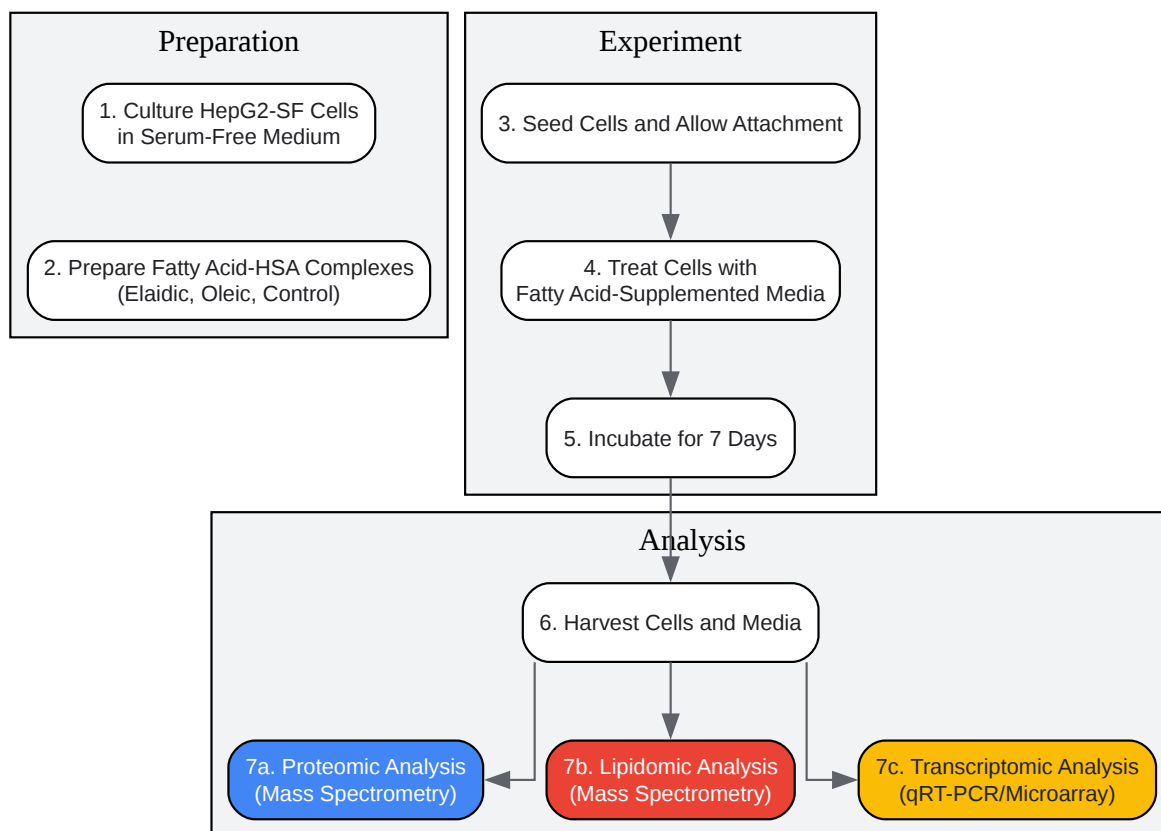 Preparation
1. Culture HepG2-SF Cells
in Serum-Free Medium
2. Prepare Fatty Acid-HSA Complexes
(Elaidic, Oleic, Control)
Experiment
3. Seed Cells and Allow Attachment
4. Treat Cells with
Fatty Acid-Supplemented Media
5. Incubate for 7 Days
Analysis
6. Harvest Cells and Media
7a. Proteomic Analysis
(Mass Spectrometry)
7b. Lipidomic Analysis
(Mass Spectrometry)
7c. Transcriptomic Analysis
(qRT-PCR/Microarray)